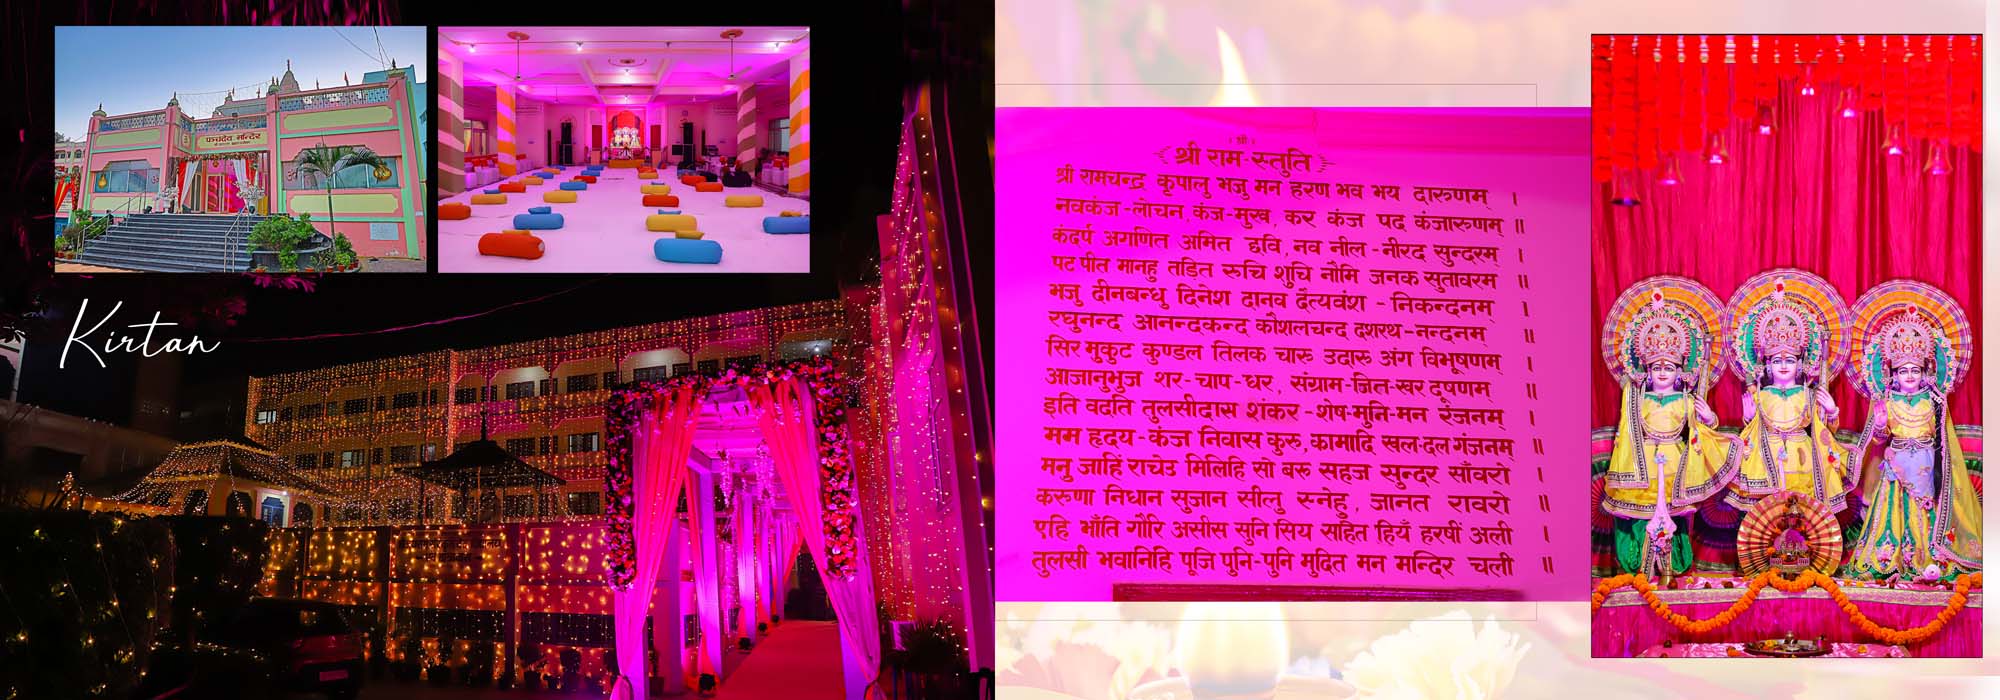 पन्चदेव मन्दिर
Kirtan
। श्री ।
श्री राम-स्तुति
श्री रामचन्द्र कृपालु भजु मन हरण भव भय दारुणम् ।
नवकंज-लोचन, कंज-मुख, कर कंज पद कंजारुणम् ॥
कंदर्प अगणित अमित छवि, नव नील-नीरद सुन्दरम् ।
पट पीत मानहु तडित रुचि शुचि नौमि जनक सुतावरम ॥
भजु दीनबन्धु दिनेश दानव दैत्यवंश - निकन्दनम् ।
रघुनन्द आनन्दकन्द कौशलचन्द दशरथ-नन्दनम् ॥
सिर मुकुट कुण्डल तिलक चारु उदारु अंग विभूषणम् ।
आजानुभुज शर-चाप-धर, संग्राम-जित-खर दूषणम् ॥
इति वदति तुलसीदास शंकर-शेष-मुनि-मन रंजनम् ।
मम हृदय-कंज निवास कुरु, कामादि खल-दल गंजनम् ॥
मनु जाहिं राचेउ मिलिहि सो बरु सहज सुन्दर साँवरो ।
करुणा निधान सुजान सीलु स्नेहु, जानत रावरो ॥
एहि भाँति गौरि असीस सुनि सिय सहित हियँ हरषीं अली ।
तुलसी भवानिहि पूजि पुनि-पुनि मुदित मन मन्दिर चली ॥